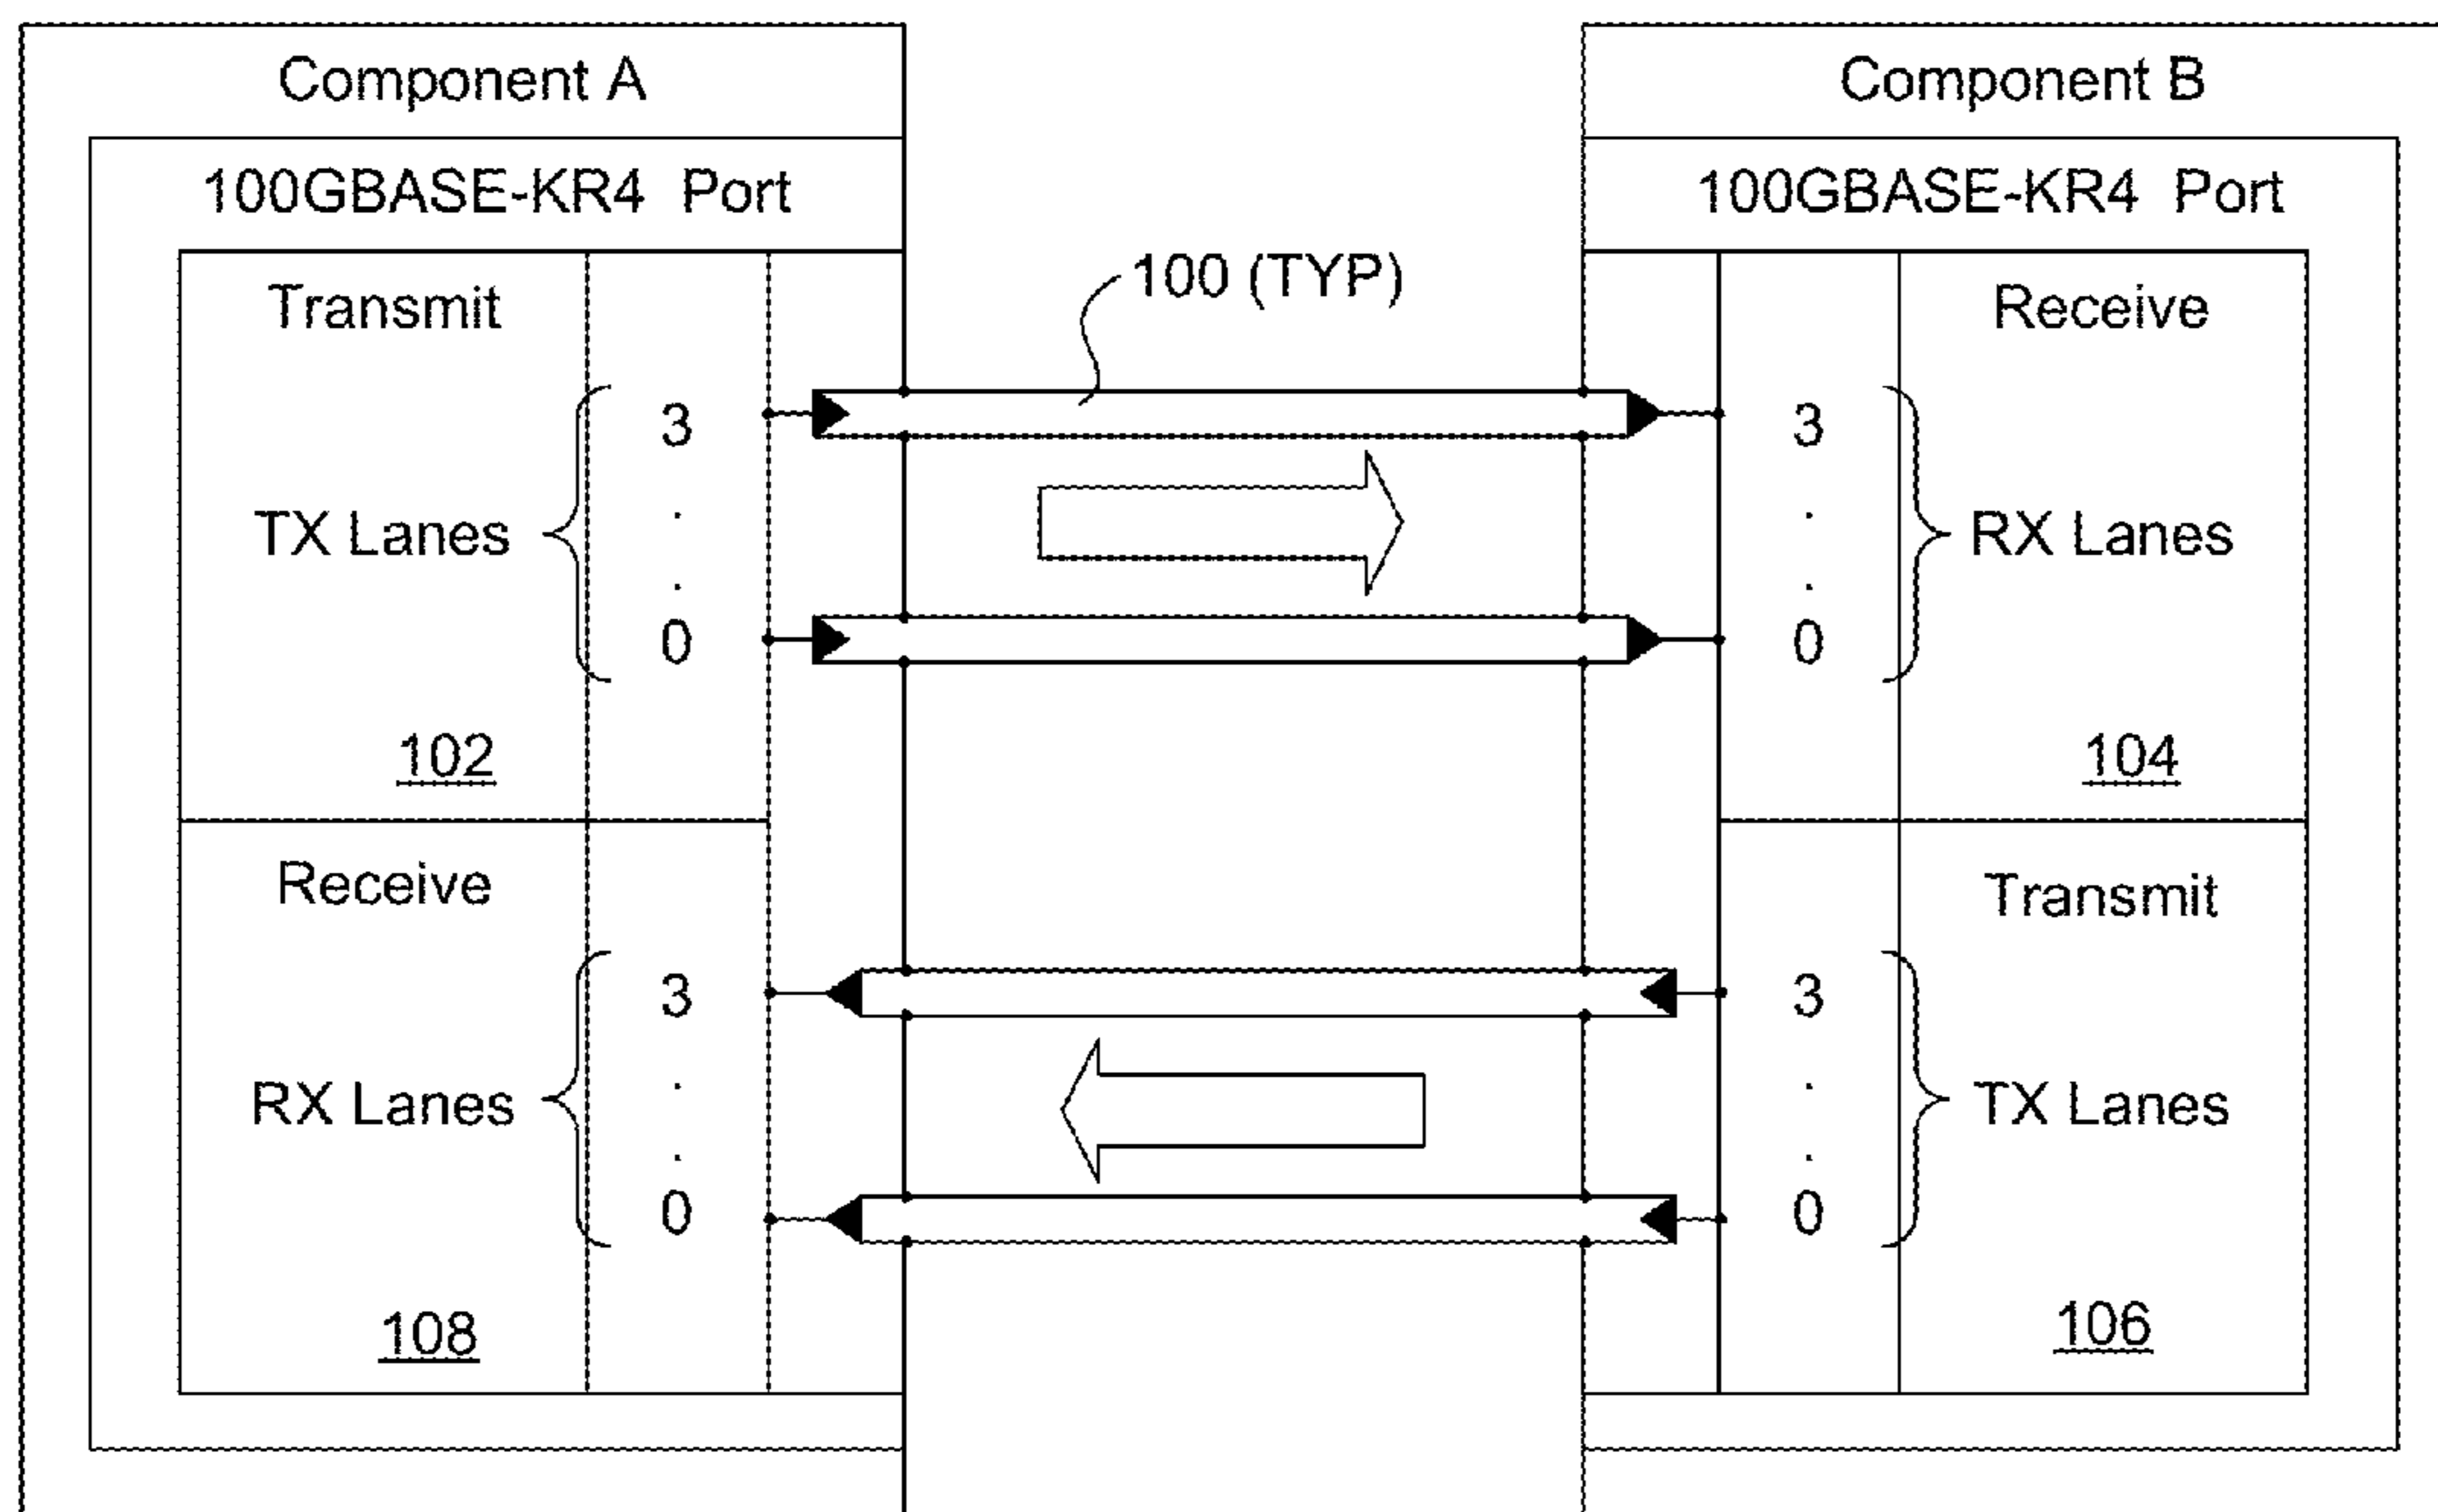 Component A
100GBASE-KR4 Port
Transmit
TX Lanes
3
.
.
0
102
Receive
RX Lanes
3
.
.
0
108
100 (TYP)
Component B
100GBASE-KR4 Port
Receive
3
.
.
0
RX Lanes
104
Transmit
3
.
.
0
TX Lanes
106